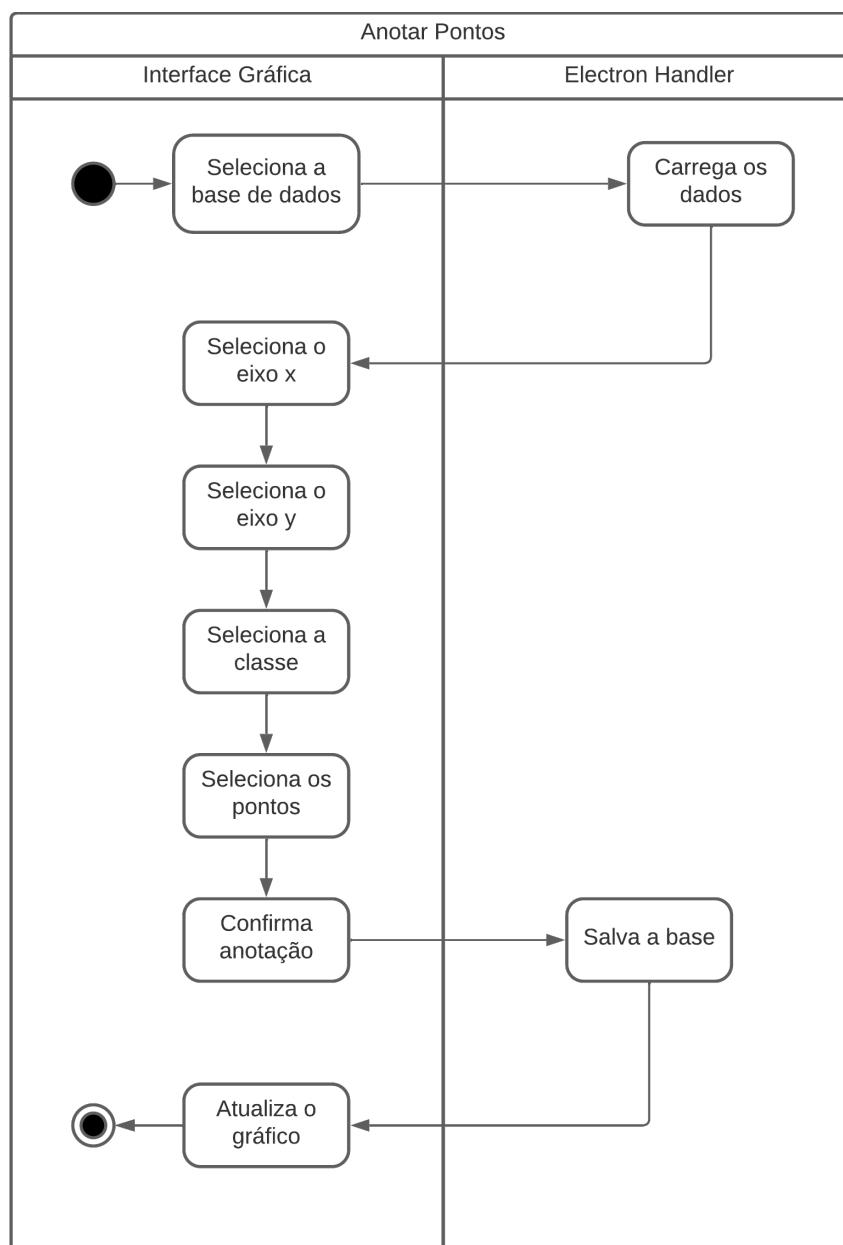 Anotar Pontos
Interface Gráfica
Electron Handler
Seleciona a
base de dados
Carrega os
dados
Seleciona o
eixo x
Seleciona o
eixo y
Seleciona a
classe
Seleciona os
pontos
Confirma
anotação
Salva a base
Atualiza o
gráfico